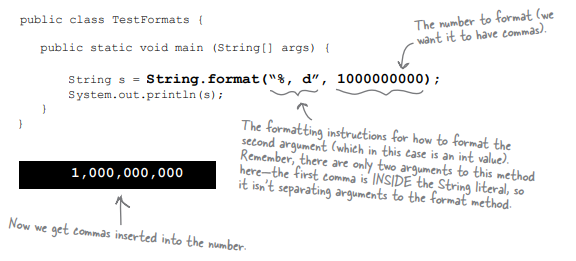 public class TestFormats {
The number to format (we
want it to have commas).
public static void main (String[] args) {
String s = String.format(“%, d”, 1000000000);
System.out.println(s);
}
}
The formatting instructions for how to format the
second argument (which in this case is an int value).
Remember, there are only two arguments to this method
here—the first comma is INSIDE the String literal, so
it isn't separating arguments to the format method.
1,000,000,000
Now we get commas inserted into the number.